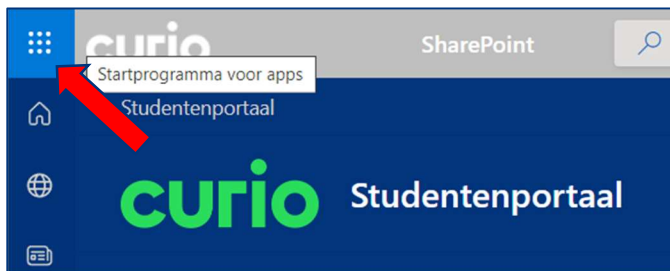 curio SharePoint
Startprogramma voor apps
Studentenportaal
curio Studentenportaal